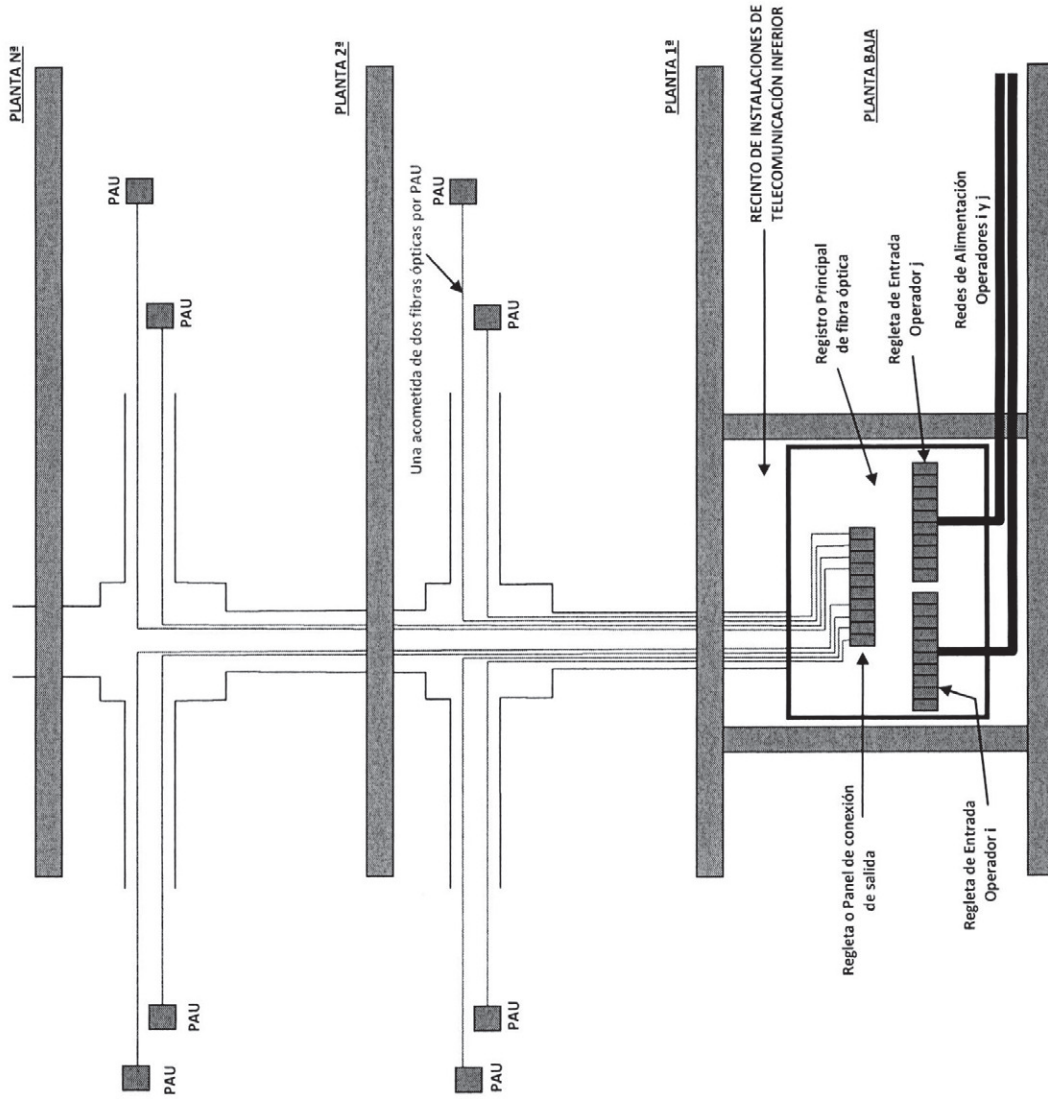 PLANTA Nª
PAU
PAU
PAU
PAU
PLANTA 2ª
Una acometida de dos fibras ópticas por PAU
PAU
PAU
PAU
PAU
PLANTA 1ª
RECINTO DE INSTALACIONES DE
TELECOMUNICACIÓN INFERIOR
PLANTA BAJA
Registro Principal
de fibra óptica
Regleta o Panel de conexión
de salida
Regleta de Entrada
Operador j
Regleta de Entrada
Operador i
Redes de Alimentación
Operadores i y j